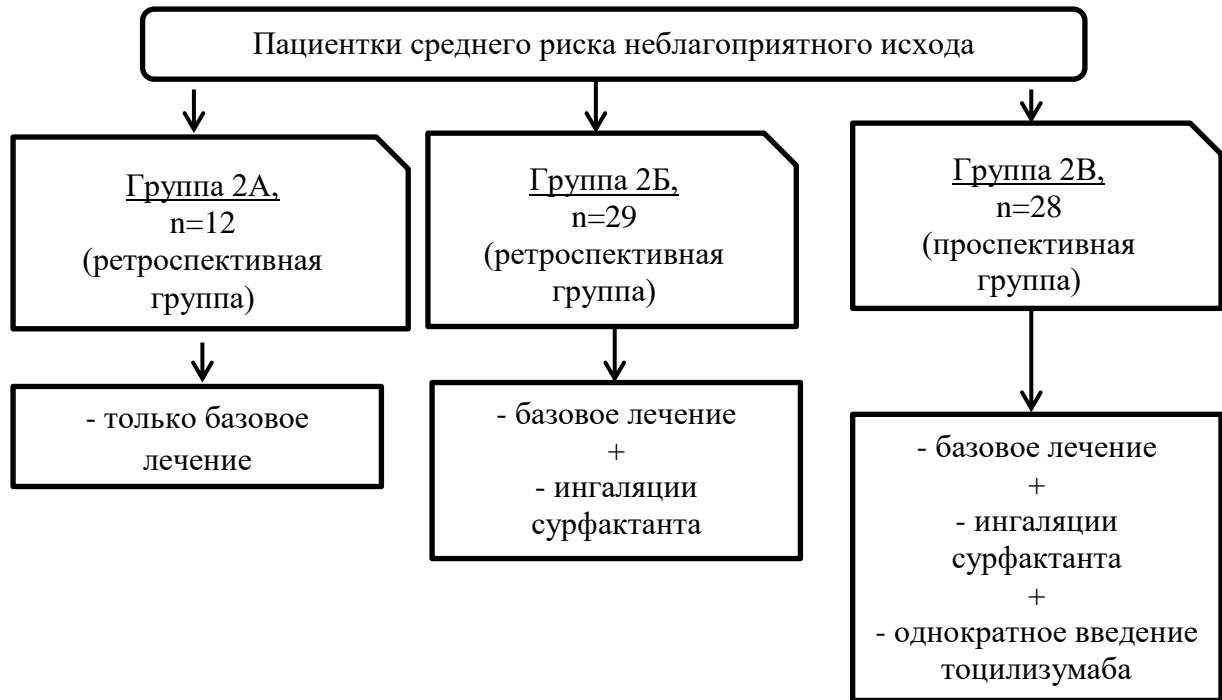 Пациентки среднего риска неблагоприятного исхода
Группа 2А,
n=12
(ретроспективная
группа)
- только базовое
лечение
Группа 2Б,
n=29
(ретроспективная
группа)
- базовое лечение
+
- ингаляции
сурфактанта
Группа 2В,
n=28
(проспективная
группа)
- базовое лечение
+
- ингаляции
сурфактанта
+
- однократное введение
тоцилизумаба